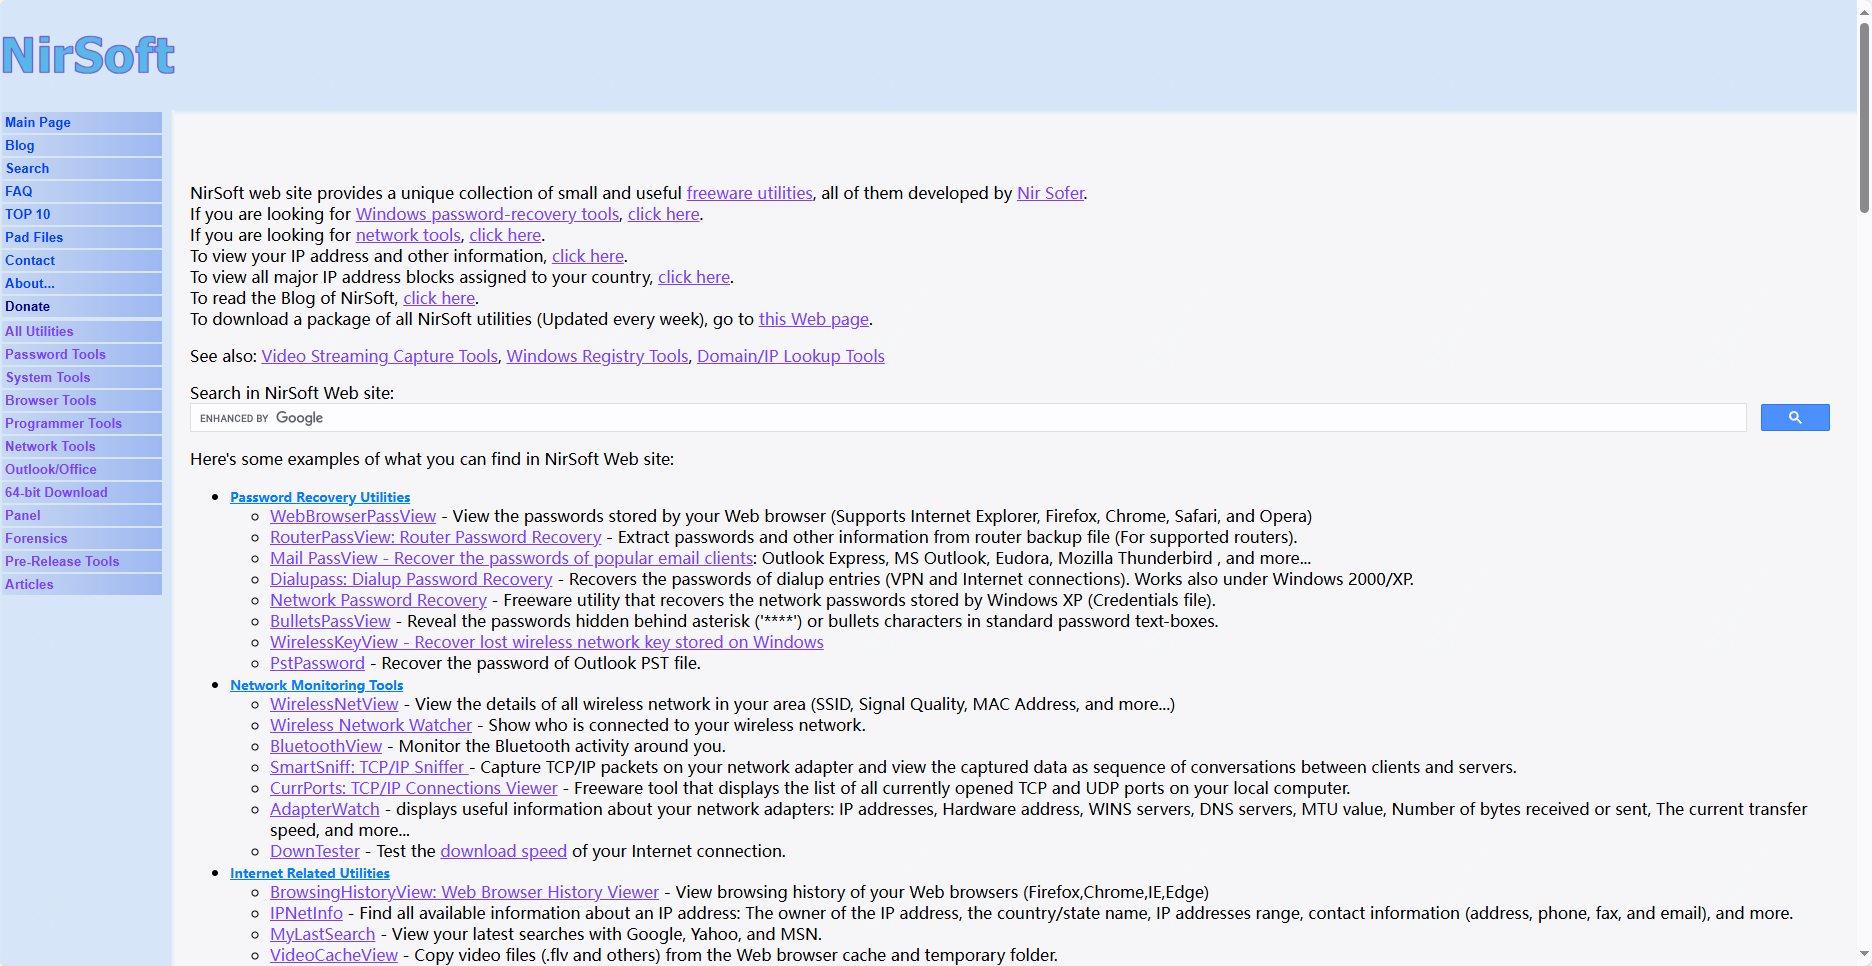 NirSoft
Main Page
Blog
Search
FAQ
TOP 10
Pad Files
Contact
About...
Donate
All Utilities
Password Tools
System Tools
Browser Tools
Programmer Tools
Network Tools
Outlook/Office
64-bit Download
Panel
Forensics
Pre-Release Tools
Articles
NirSoft web site provides a unique collection of small and useful freeware utilities, all of them developed by Nir Sofer.
If you are looking for Windows password-recovery tools, click here.
If you are looking for network tools, click here.
To view your IP address and other information, click here.
To view all major IP address blocks assigned to your country, click here.
To read the Blog of NirSoft, click here.
To download a package of all NirSoft utilities (Updated every week), go to this Web page.
See also: Video Streaming Capture Tools, Windows Registry Tools, Domain/IP Lookup Tools
Search in NirSoft Web site:
ENHANCED BY Google
Here's some examples of what you can find in NirSoft Web site:
Password Recovery Utilities
WebBrowserPassView - View the passwords stored by your Web browser (Supports Internet Explorer, Firefox, Chrome, Safari, and Opera)
RouterPassView: Router Password Recovery - Extract passwords and other information from router backup file (For supported routers).
Mail PassView - Recover the passwords of popular email clients: Outlook Express, MS Outlook, Eudora, Mozilla Thunderbird , and more...
Dialupass: Dialup Password Recovery - Recovers the passwords of dialup entries (VPN and Internet connections). Works also under Windows 2000/XP.
Network Password Recovery - Freeware utility that recovers the network passwords stored by Windows XP (Credentials file).
BulletsPassView - Reveal the passwords hidden behind asterisk ('****') or bullets characters in standard password text-boxes.
WirelessKeyView - Recover lost wireless network key stored on Windows
PstPassword - Recover the password of Outlook PST file.
Network Monitoring Tools
WirelessNetView - View the details of all wireless network in your area (SSID, Signal Quality, MAC Address, and more...)
Wireless Network Watcher - Show who is connected to your wireless network.
BluetoothView - Monitor the Bluetooth activity around you.
SmartSniff: TCP/IP Sniffer - Capture TCP/IP packets on your network adapter and view the captured data as sequence of conversations between clients and servers.
CurrPorts: TCP/IP Connections Viewer - Freeware tool that displays the list of all currently opened TCP and UDP ports on your local computer.
AdapterWatch - displays useful information about your network adapters: IP addresses, Hardware address, WINS servers, DNS servers, MTU value, Number of bytes received or sent, The current transfer
speed, and more...
DownTester - Test the download speed of your Internet connection.
Internet Related Utilities
BrowsingHistoryView: Web Browser History Viewer - View browsing history of your Web browsers (Firefox,Chrome,IE,Edge)
IPNetInfo - Find all available information about an IP address: The owner of the IP address, the country/state name, IP addresses range, contact information (address, phone, fax, and email), and more.
MyLastSearch - View your latest searches with Google, Yahoo, and MSN.
VideoCacheView - Copy video files (.flv and others) from the Web browser cache and temporary folder.